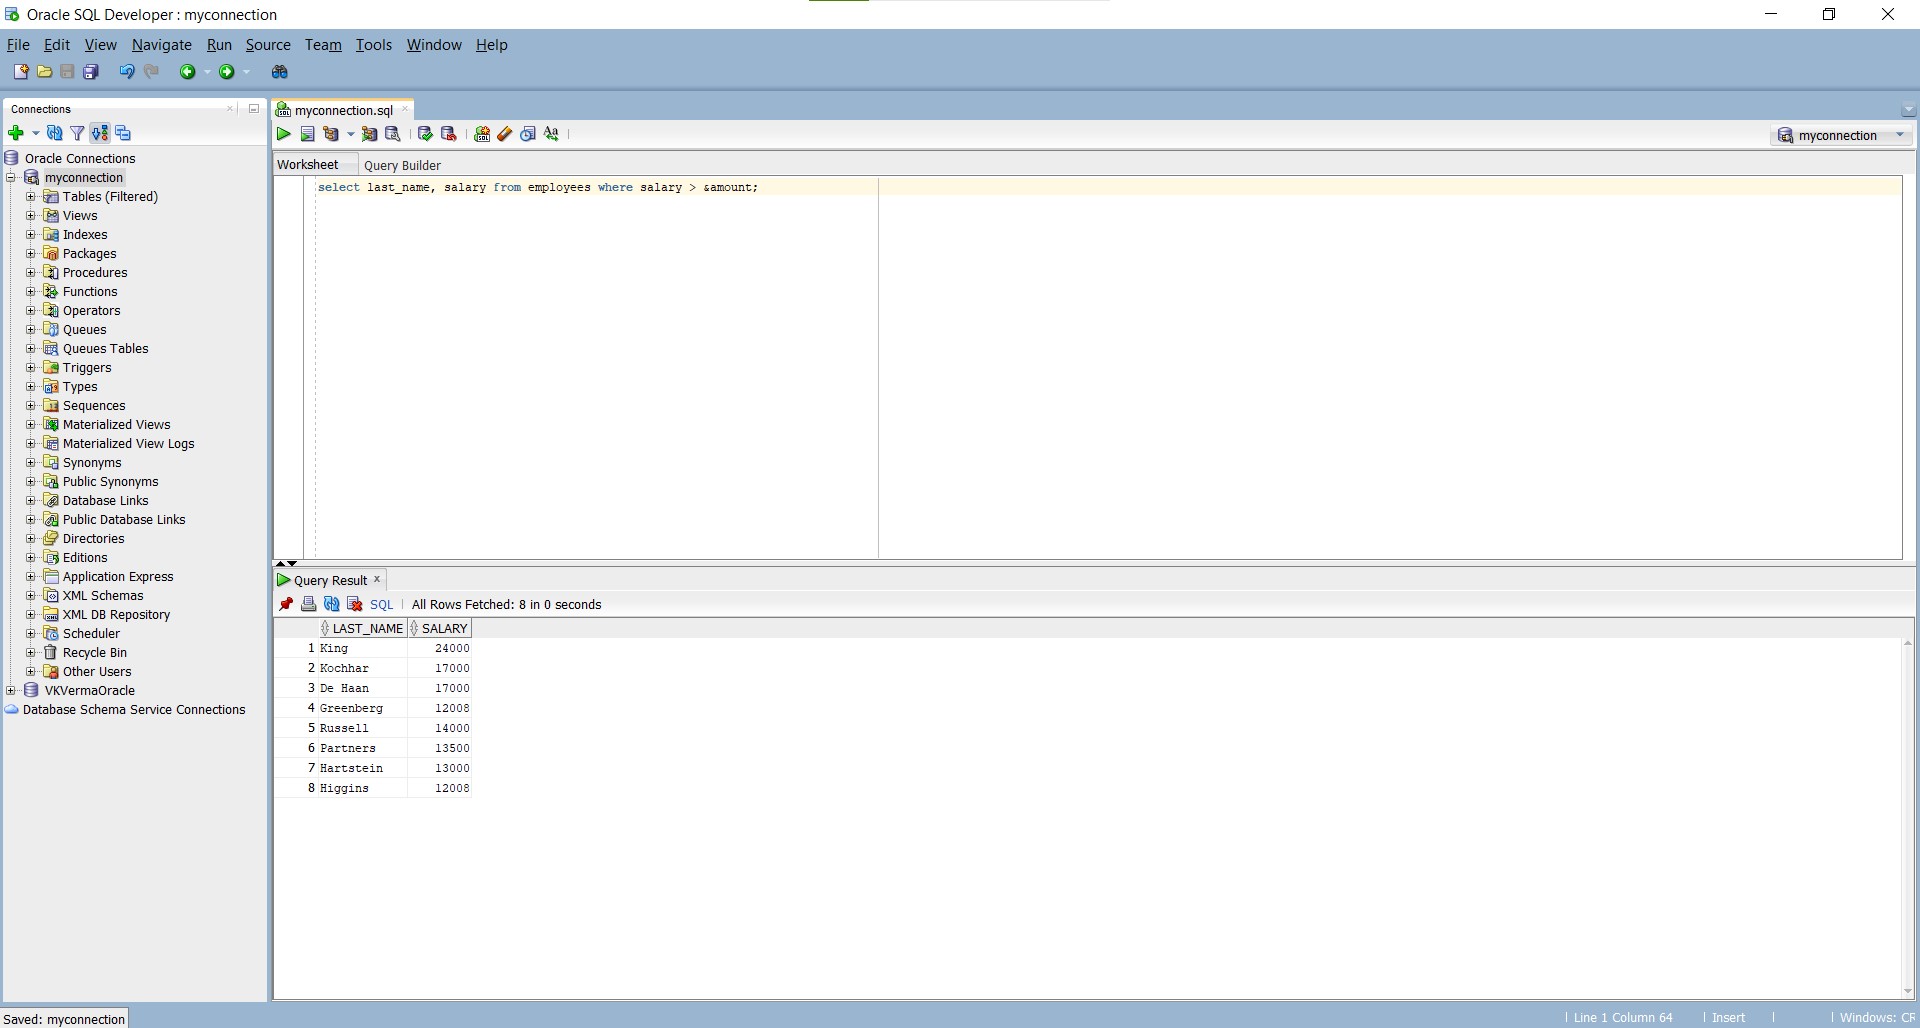 Oracle SQL Developer : myconnection
File Edit View Navigate Run Source Team Tools Window Help
Connections
Oracle Connections
myconnection
Tables (Filtered)
Views
Indexes
Packages
Procedures
Functions
Operators
Queues
Queues Tables
Triggers
Types
Sequences
Materialized Views
Materialized View Logs
Synonyms
Public Synonyms
Database Links
Public Database Links
Directories
Editions
Application Express
XML Schemas
XML DB Repository
Scheduler
Recycle Bin
Other Users
VKVermaOracle
Database Schema Service Connections
myconnection.sql
myconnection
Worksheet Query Builder
select last_name, salary from employees where salary > &amount;
Query Result
SQL All Rows Fetched: 8 in 0 seconds
LAST_NAME SALARY
1 King 24000
2 Kochhar 17000
3 De Haan 17000
4 Greenberg 12008
5 Russell 14000
6 Partners 13500
7 Hartstein 13000
8 Higgins 12008
Saved: myconnection
Line 1 Column 64 Insert Windows: CR